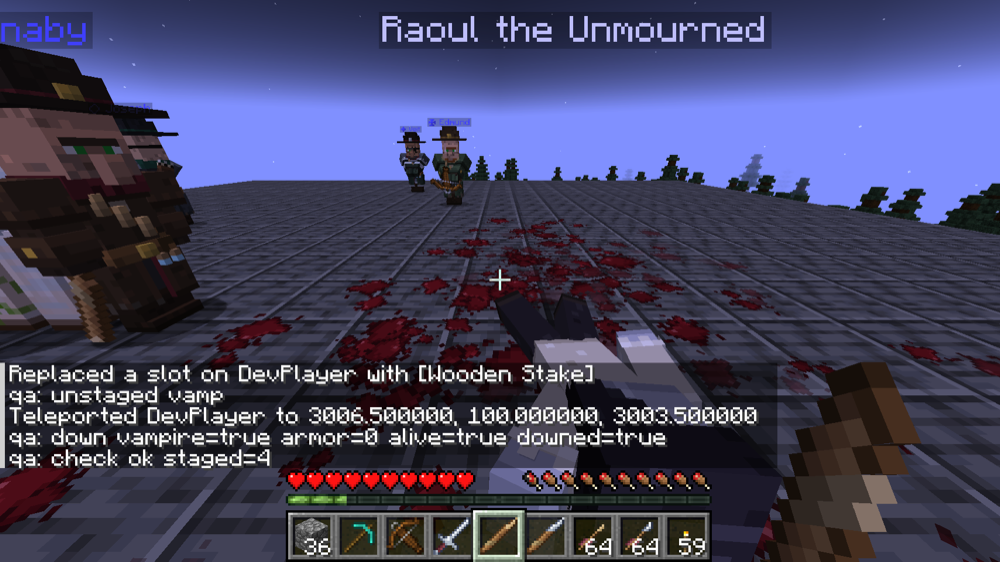 naby
Raoul the Unmourned
Edmund
Replaced a slot on DevPlayer with [Wooden Stake]
qa: unstaged vamp
Teleported DevPlayer to 3006.500000, 100.000000, 3003.500000
qa: down vampire=true armor=0 alive=true downed=true
qa: check ok staged=4
36
64
64
59